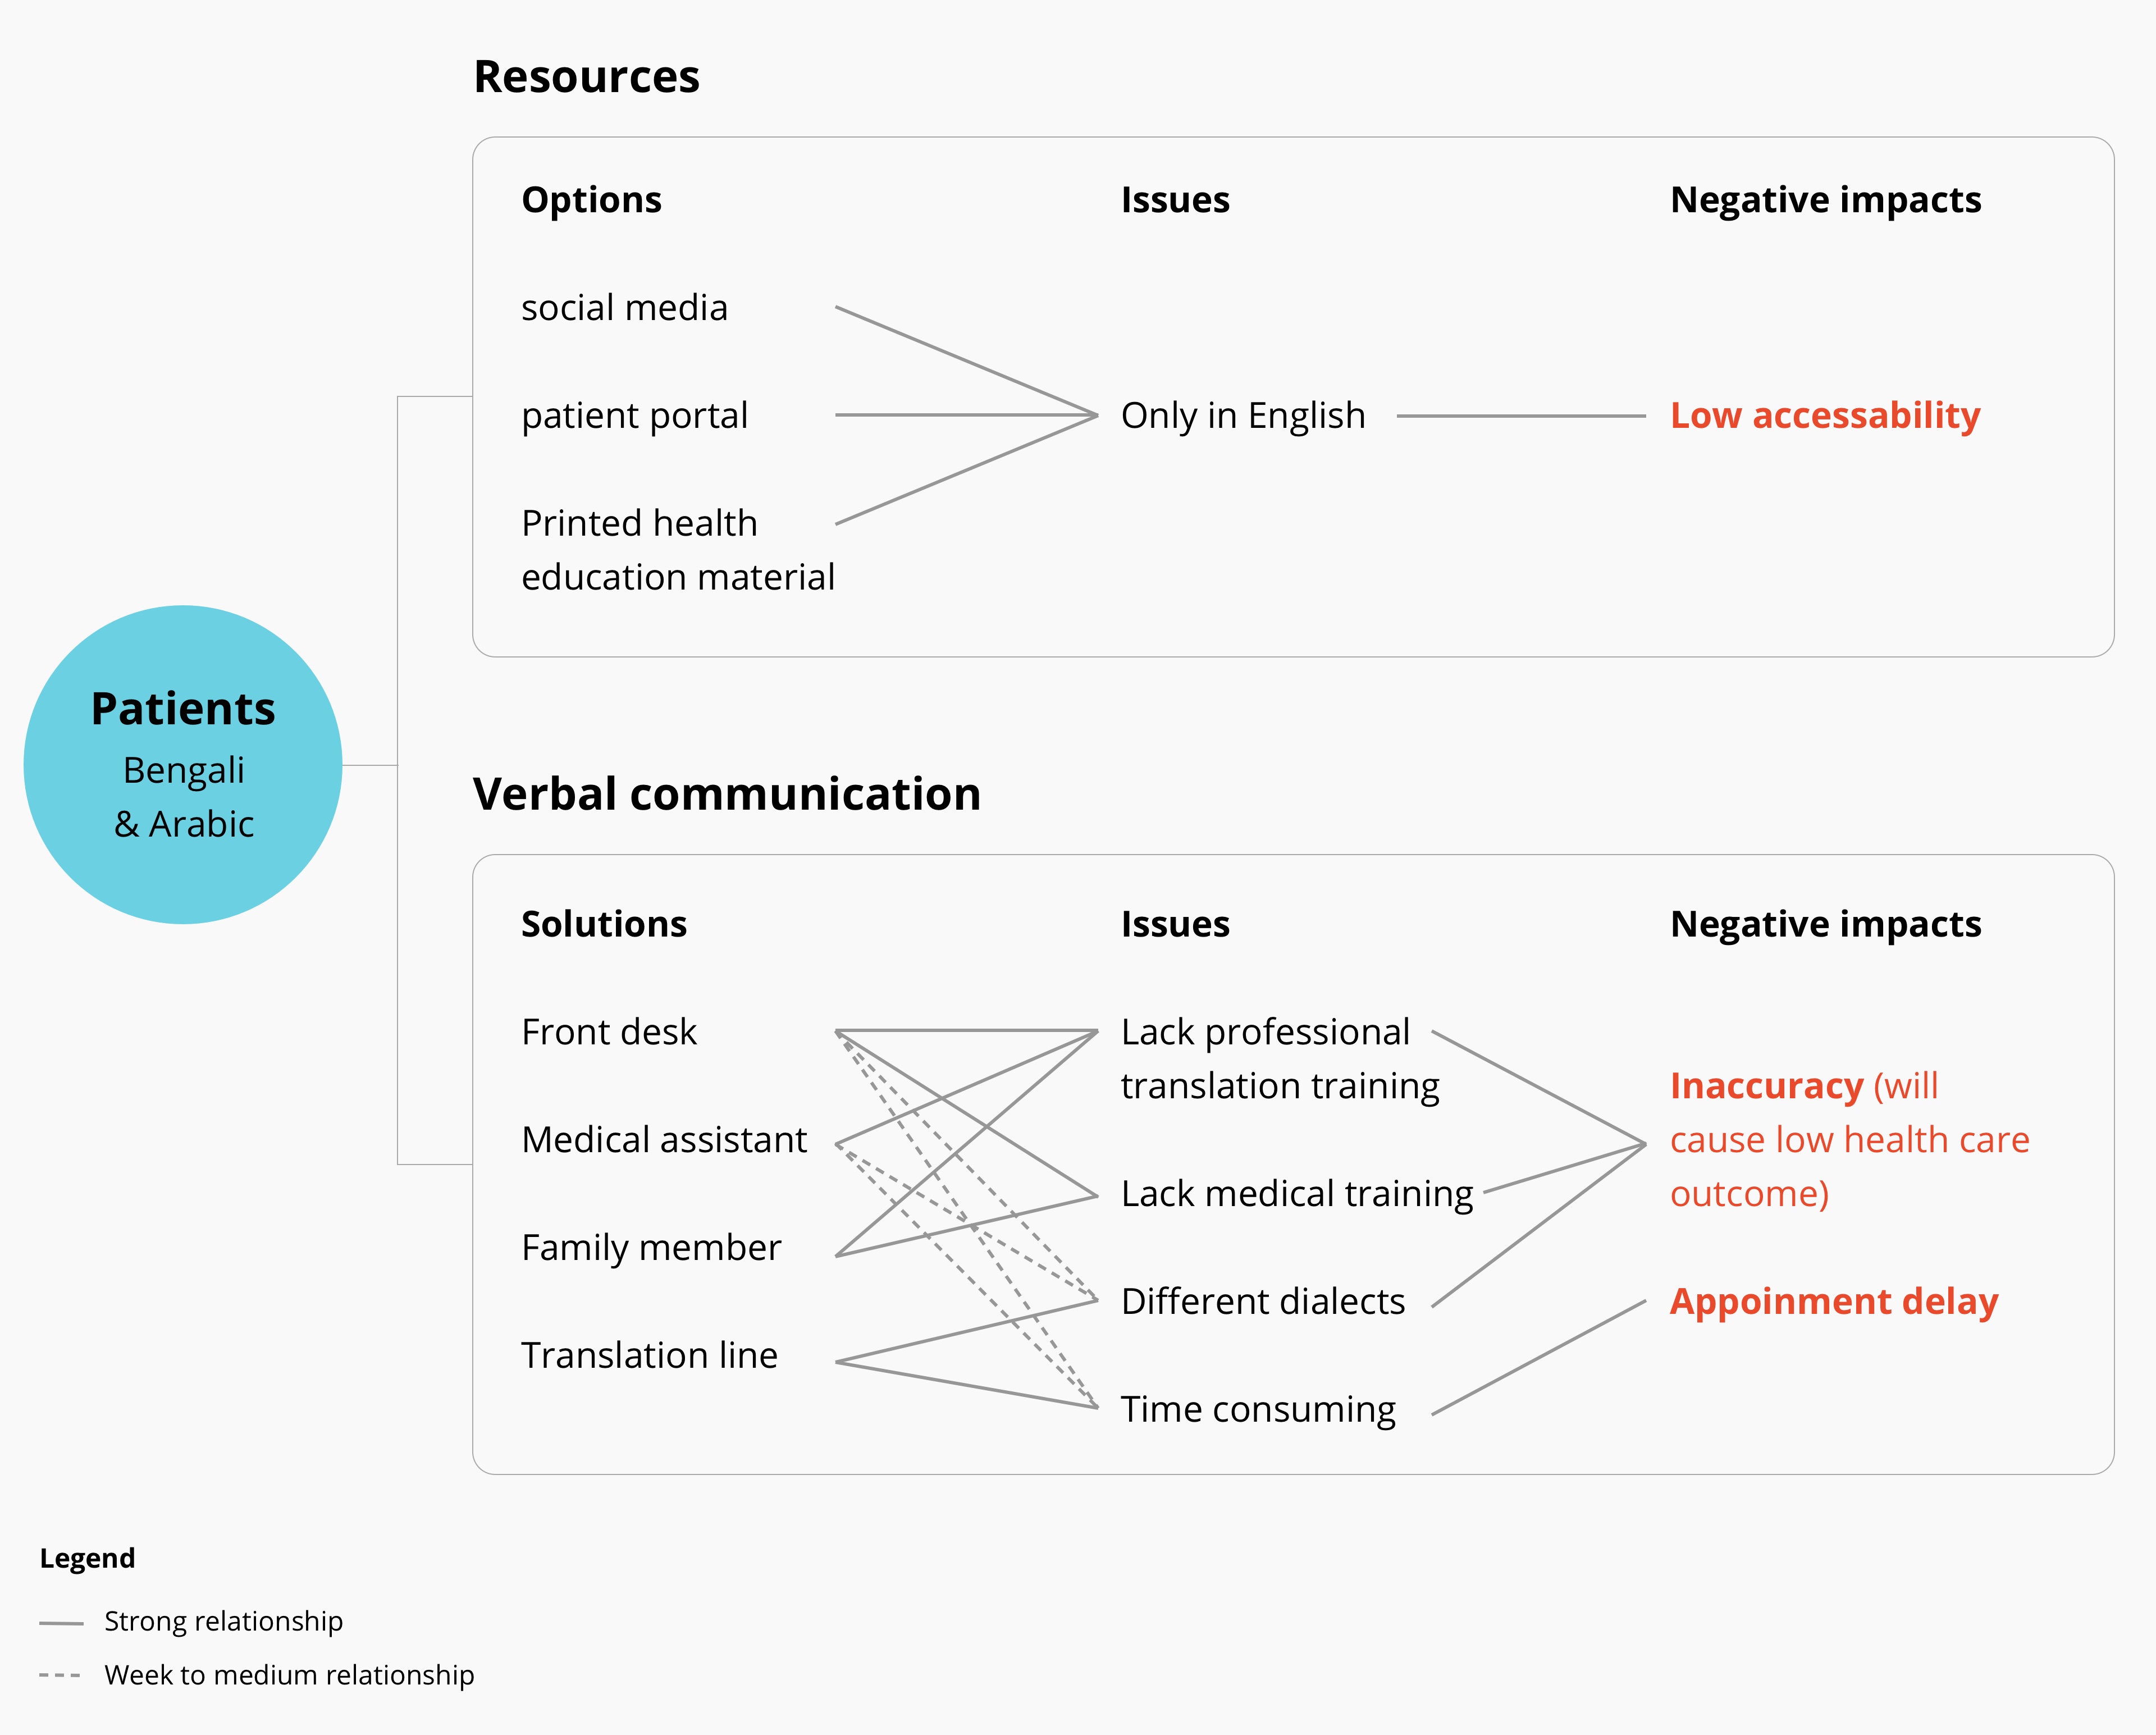 Resources
Options
Issues
Negative impacts
social media
patient portal
Only in English
Low accessability
Printed health
education material
Patients
Bengali
& Arabic
Verbal communication
Solutions
Issues
Negative impacts
Front desk
Medical assistant
Family member
Translation line
Lack professional
translation training
Lack medical training
Different dialects
Time consuming
Inaccuracy (will
cause low health care
outcome)
Appoinment delay
Legend
Strong relationship
Week to medium relationship